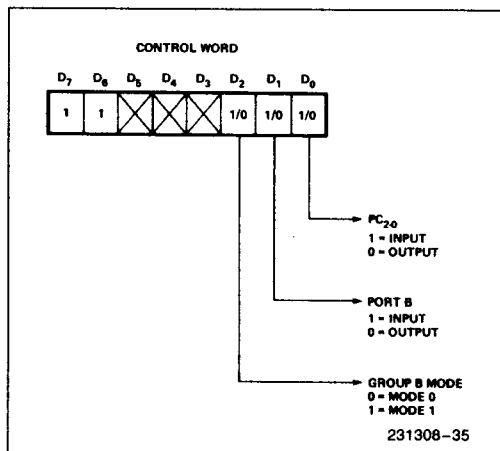 CONTROL WORD
D7 D6 D5 D4 D3 D2 D1 D0
1 1 1/0 1/0 1/0
PC2-0
1 = INPUT
0 = OUTPUT
PORT B
1 = INPUT
0 = OUTPUT
GROUP B MODE
0 = MODE 0
1 = MODE 1
231308-35